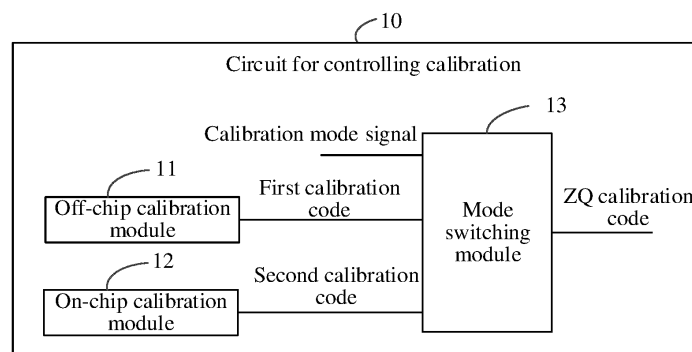 10
Circuit for controlling calibration
13
Calibration mode signal
11
Off-chip calibration
module
First calibration
code
Mode
switching
module
ZQ calibration
code
12
On-chip calibration
module
Second calibration
code